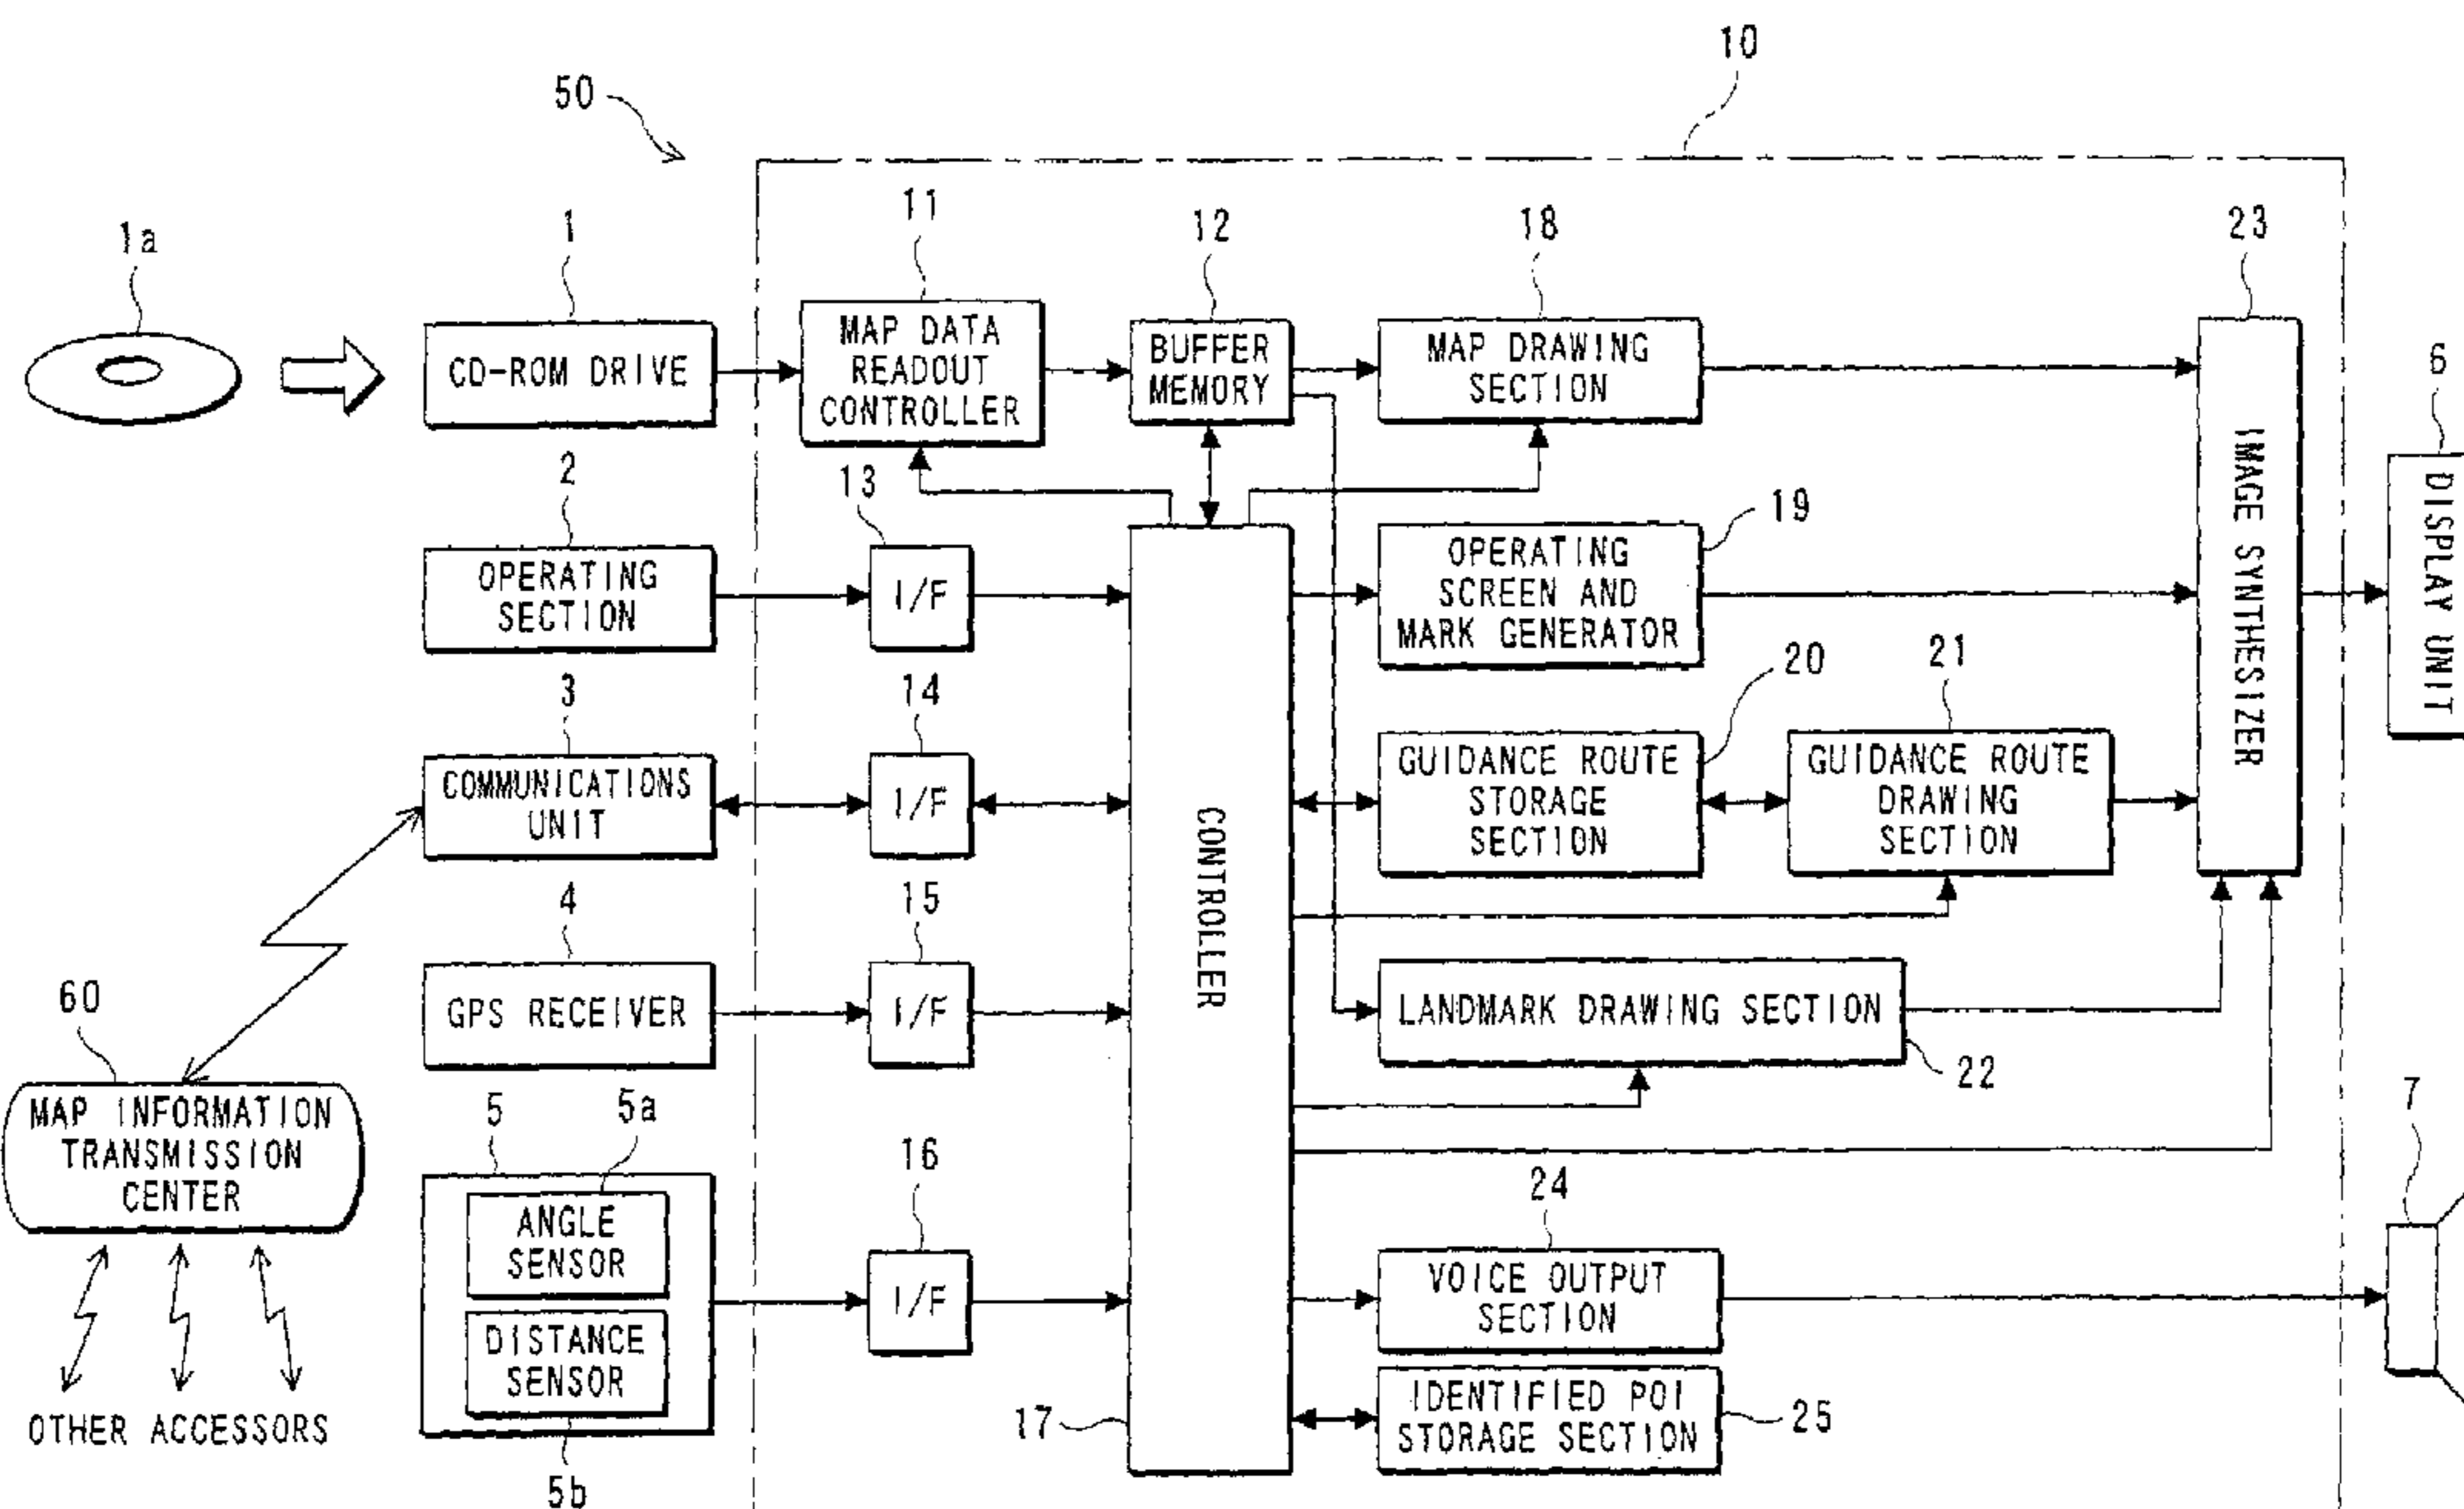 10
50
11
12
18
23
1
1a
MAP DATA
READOUT
CONTROLLER
BUFFER
MEMORY
MAP DRAWING
SECTION
CD-ROM DRIVE
6
2
13
19
OPERATING
SECTION
I/F
OPERATING
SCREEN AND
MARK GENERATOR
IMAGE SYNTHESIZER
DISPLAY UNIT
3
14
20
21
COMMUNICATIONS
UNIT
I/F
GUIDANCE ROUTE
STORAGE
SECTION
GUIDANCE ROUTE
DRAWING
SECTION
CONTROLLER
4
15
60
GPS RECEIVER
I/F
LANDMARK DRAWING SECTION
22
MAP INFORMATION
TRANSMISSION
CENTER
5
5a
16
24
7
ANGLE
SENSOR
I/F
VOICE OUTPUT
SECTION
DISTANCE
SENSOR
IDENTIFIED POI
STORAGE SECTION
17
25
OTHER ACCESSORS
5b